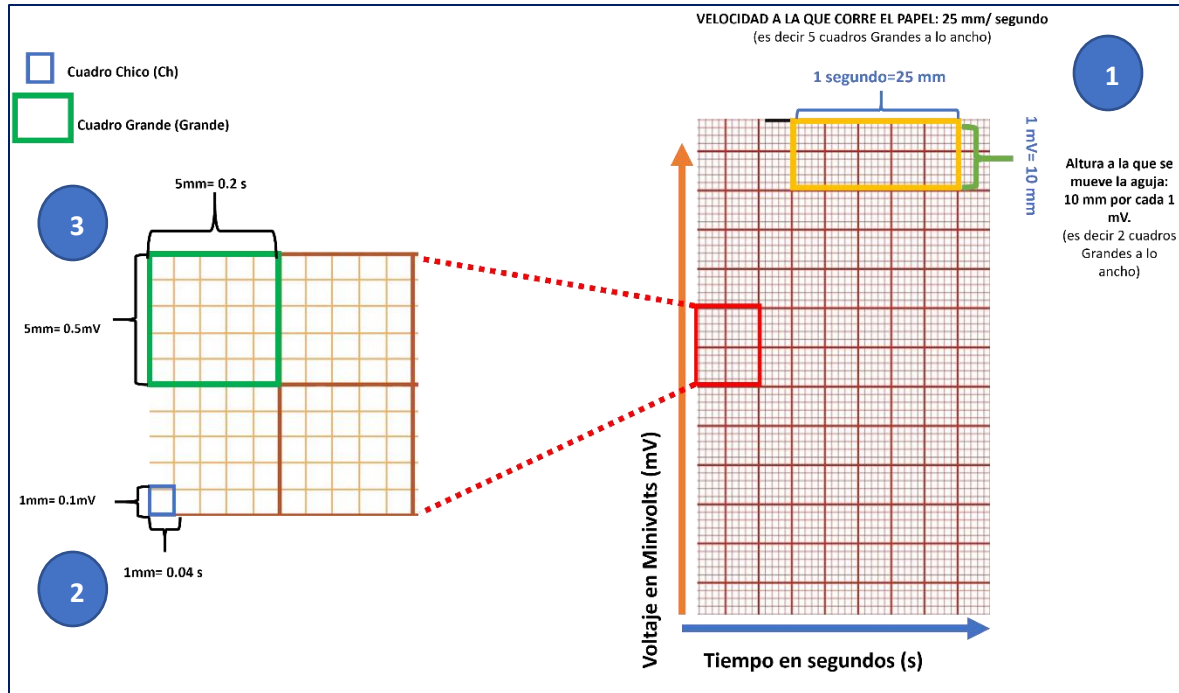 VELOCIDAD A LA QUE CORRE EL PAPEL: 25 mm/ segundo
(es decir 5 cuadros Grandes a lo ancho)
1
1 segundo=25 mm
1 mV= 10 mm
Altura a la que se
mueve la aguja:
10 mm por cada 1
mV.
(es decir 2 cuadros
Grandes a lo
ancho)
Cuadro Chico (Ch)
Cuadro Grande (Grande)
3
5mm= 0.2 s
5mm= 0.5mV
1mm= 0.1mV
2
1mm= 0.04 s
Voltaje en Minivolts (mV)
Tiempo en segundos (s)